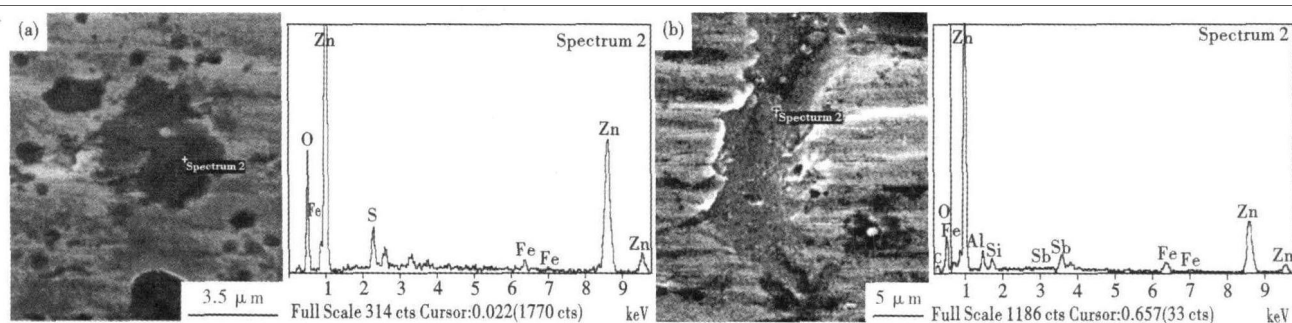 (a)
Spectrum 2
3.5 μm
Zn
Spectrum 2
O
Fe
S
Fe
Fe
Zn
Zn
1 2 3 4 5 6 7 8 9
Full Scale 314 cts Cursor:0.022(1770 cts) keV
(b)
Specturm 2
5 μm
Zn
Spectrum 2
O
Fe
C
Al
Si
Sb
Sb
Fe
Fe
Zn
Zn
1 2 3 4 5 6 7 8 9
Full Scale 1186 cts Cursor:0.657(33 cts) keV